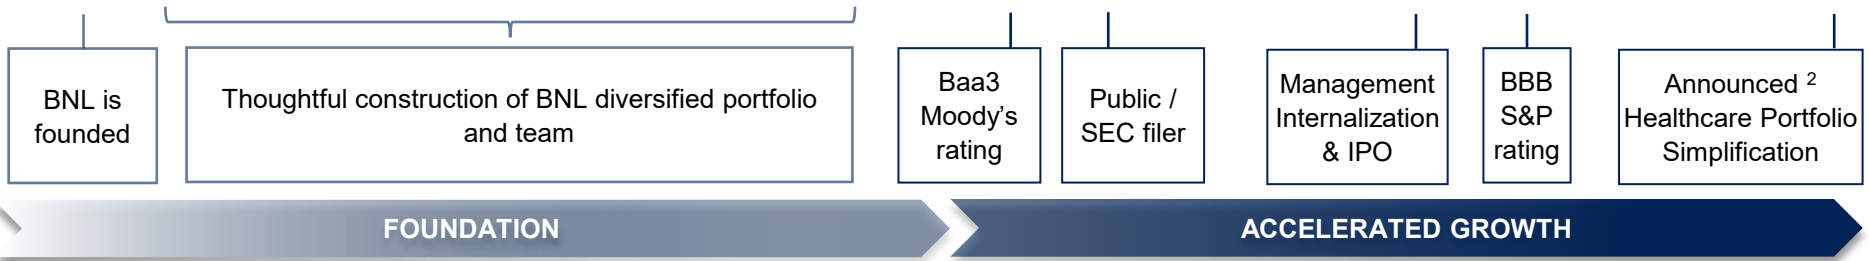 BNL is
founded
Thoughtful construction of BNL diversified portfolio
and team
Baa3
Moody’s
rating
Public /
SEC filer
Management
Internalization
& IPO
BBB
S&P
rating
Announced 2
Healthcare Portfolio
Simplification
FOUNDATION
ACCELERATED GROWTH